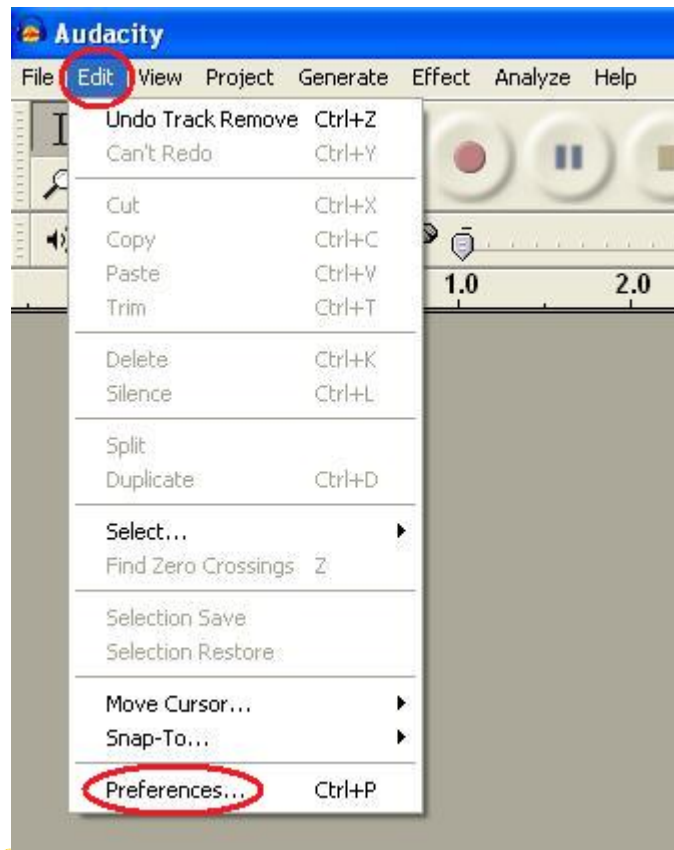 Audacity
File Edit View Project Generate Effect Analyze Help
Undo Track Remove Ctrl+Z
Can't Redo Ctrl+Y
Cut Ctrl+X
Copy Ctrl+C
Paste Ctrl+V
Trim Ctrl+T
Delete Ctrl+K
Silence Ctrl+L
Split
Duplicate Ctrl+D
Select...
Find Zero Crossings Z
Selection Save
Selection Restore
Move Cursor...
Snap-To...
Preferences... Ctrl+P
1.0 2.0